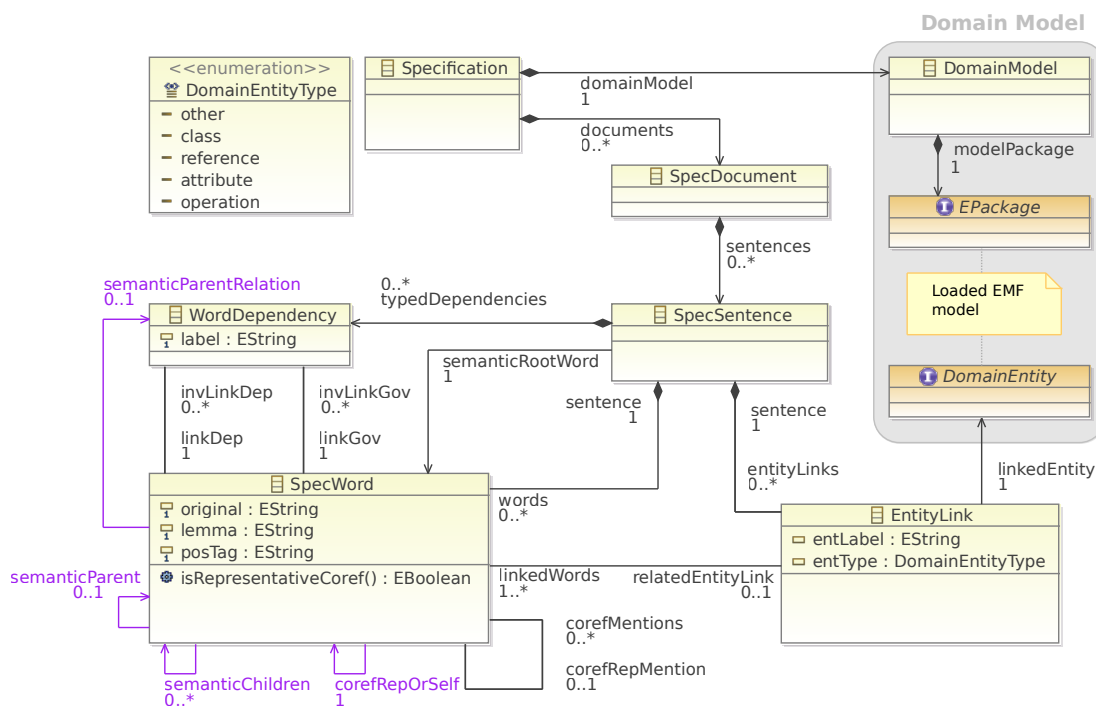 Domain Model
<<enumeration>>
DomainEntityType
other
class
reference
attribute
operation
Specification
domainModel
1
documents
0..*
DomainModel
modelPackage
1
SpecDocument
EPackage
sentences
0..*
Loaded EMF
model
semanticParentRelation
0..1
0..*
typedDependencies
WordDependency
label : EString
SpecSentence
semanticRootWord
1
DomainEntity
invLinkDep
0..*
invLinkGov
0..*
linkDep
1
linkGov
1
sentence
1
sentence
1
entityLinks
0..*
linkedEntity
1
SpecWord
original : EString
lemma : EString
posTag : EString
isRepresentativeCoref() : EBoolean
words
0..*
EntityLink
entLabel : EString
entType : DomainEntityType
semanticParent
0..1
linkedWords
1..*
relatedEntityLink
0..1
corefMentions
0..*
corefRepMention
0..1
semanticChildren
0..*
corefRepOrSelf
1